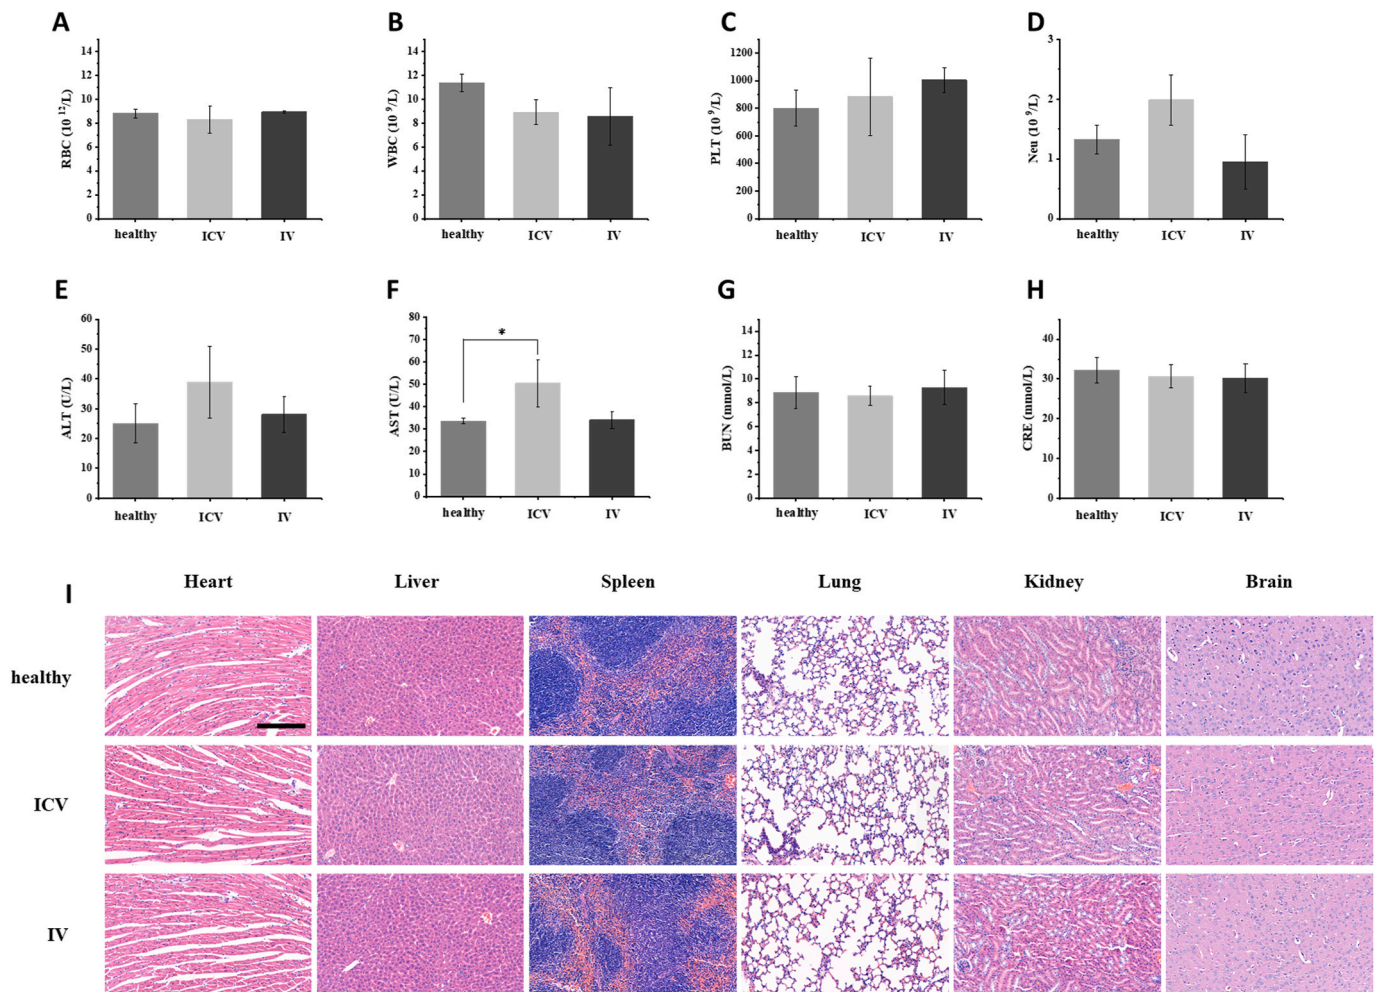 A
RBC (10 12/L)
14
12
10
8
6
4
2
0
healthy ICV IV
B
WBC (10 9/L)
14
12
10
8
6
4
2
0
healthy ICV IV
C
PLT (10 9/L)
1200
1000
800
600
400
200
0
healthy ICV IV
D
Neu (10 9/L)
3
2
1
0
healthy ICV IV
E
ALT (U/L)
60
50
40
30
20
10
0
healthy ICV IV
F
AST (U/L)
80
70
60
50
40
30
20
10
0
*
healthy ICV IV
G
BUN (mmol/L)
14
12
10
8
6
4
2
0
healthy ICV IV
H
CRE (mmol/L)
40
30
20
10
0
healthy ICV IV
I
Heart Liver Spleen Lung Kidney Brain
healthy
ICV
IV